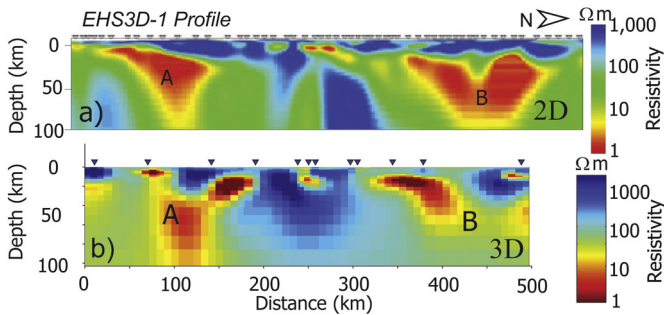 EHS3D-1 Profile
N
Ωm
Depth (km)
0
50
100
A
B
a)
2D
1,000
100
10
1
Resistivity
Depth (km)
0
50
100
A
B
b)
3D
0
100
200
300
400
500
Distance (km)
Ωm
1000
100
10
1
Resistivity